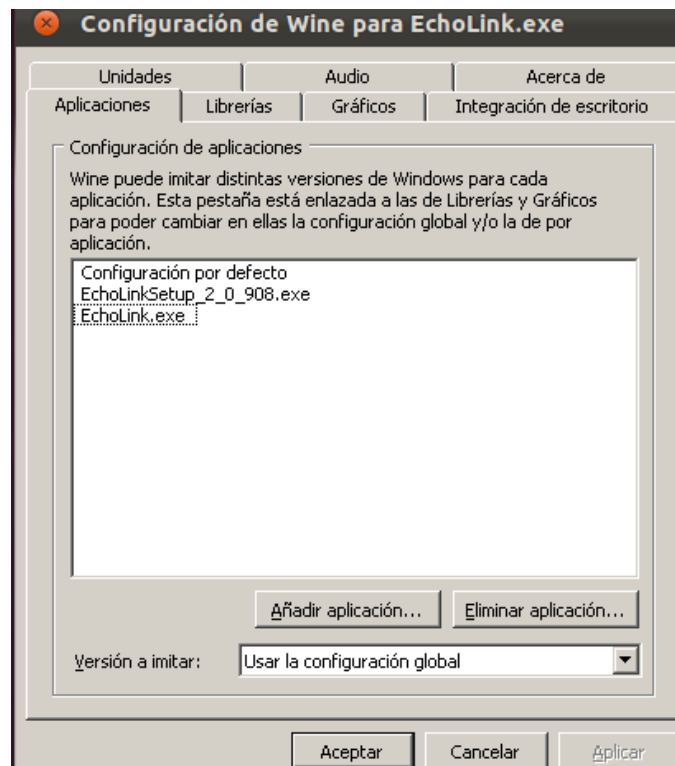 Configuración de Wine para EchoLink.exe
Unidades
Audio
Acerca de
Aplicaciones
Librerías
Gráficos
Integración de escritorio
Configuración de aplicaciones
Wine puede imitar distintas versiones de Windows para cada
aplicación. Esta pestaña está enlazada a las de Librerías y Gráficos
para poder cambiar en ellas la configuración global y/o la de por
aplicación.
Configuración por defecto
EchoLinkSetup_2_0_908.exe
EchoLink.exe
Añadir aplicación...
Eliminar aplicación...
Versión a imitar:
Usar la configuración global
Aceptar
Cancelar
Aplicar